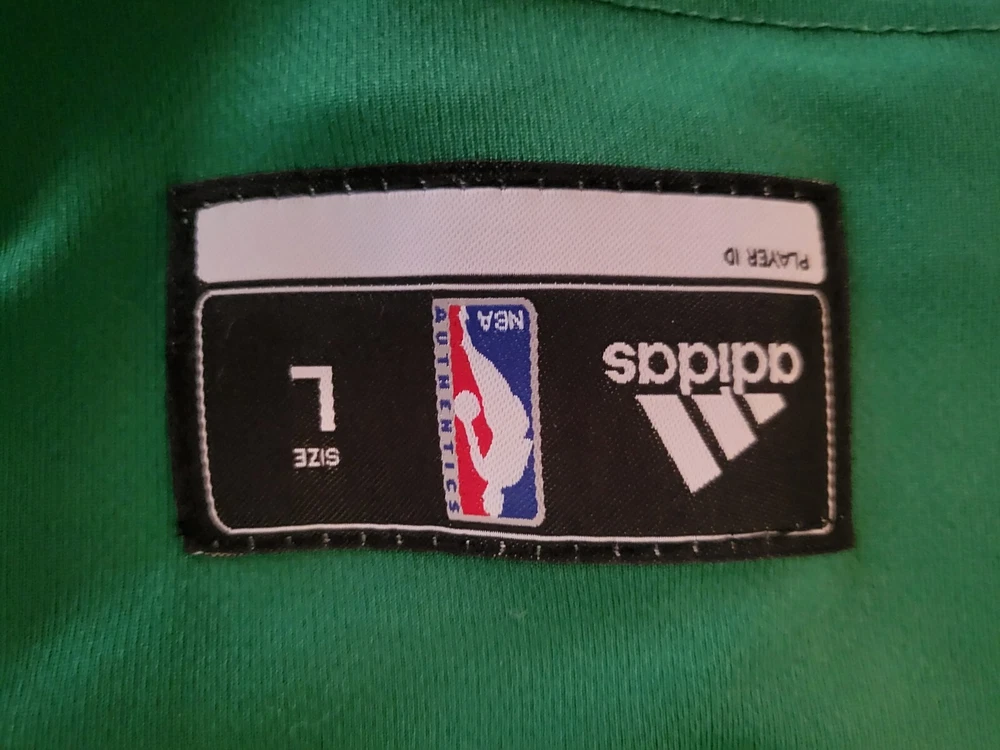 adidas
NBA
AUTHENTICS
SIZE
L
PLAYER ID